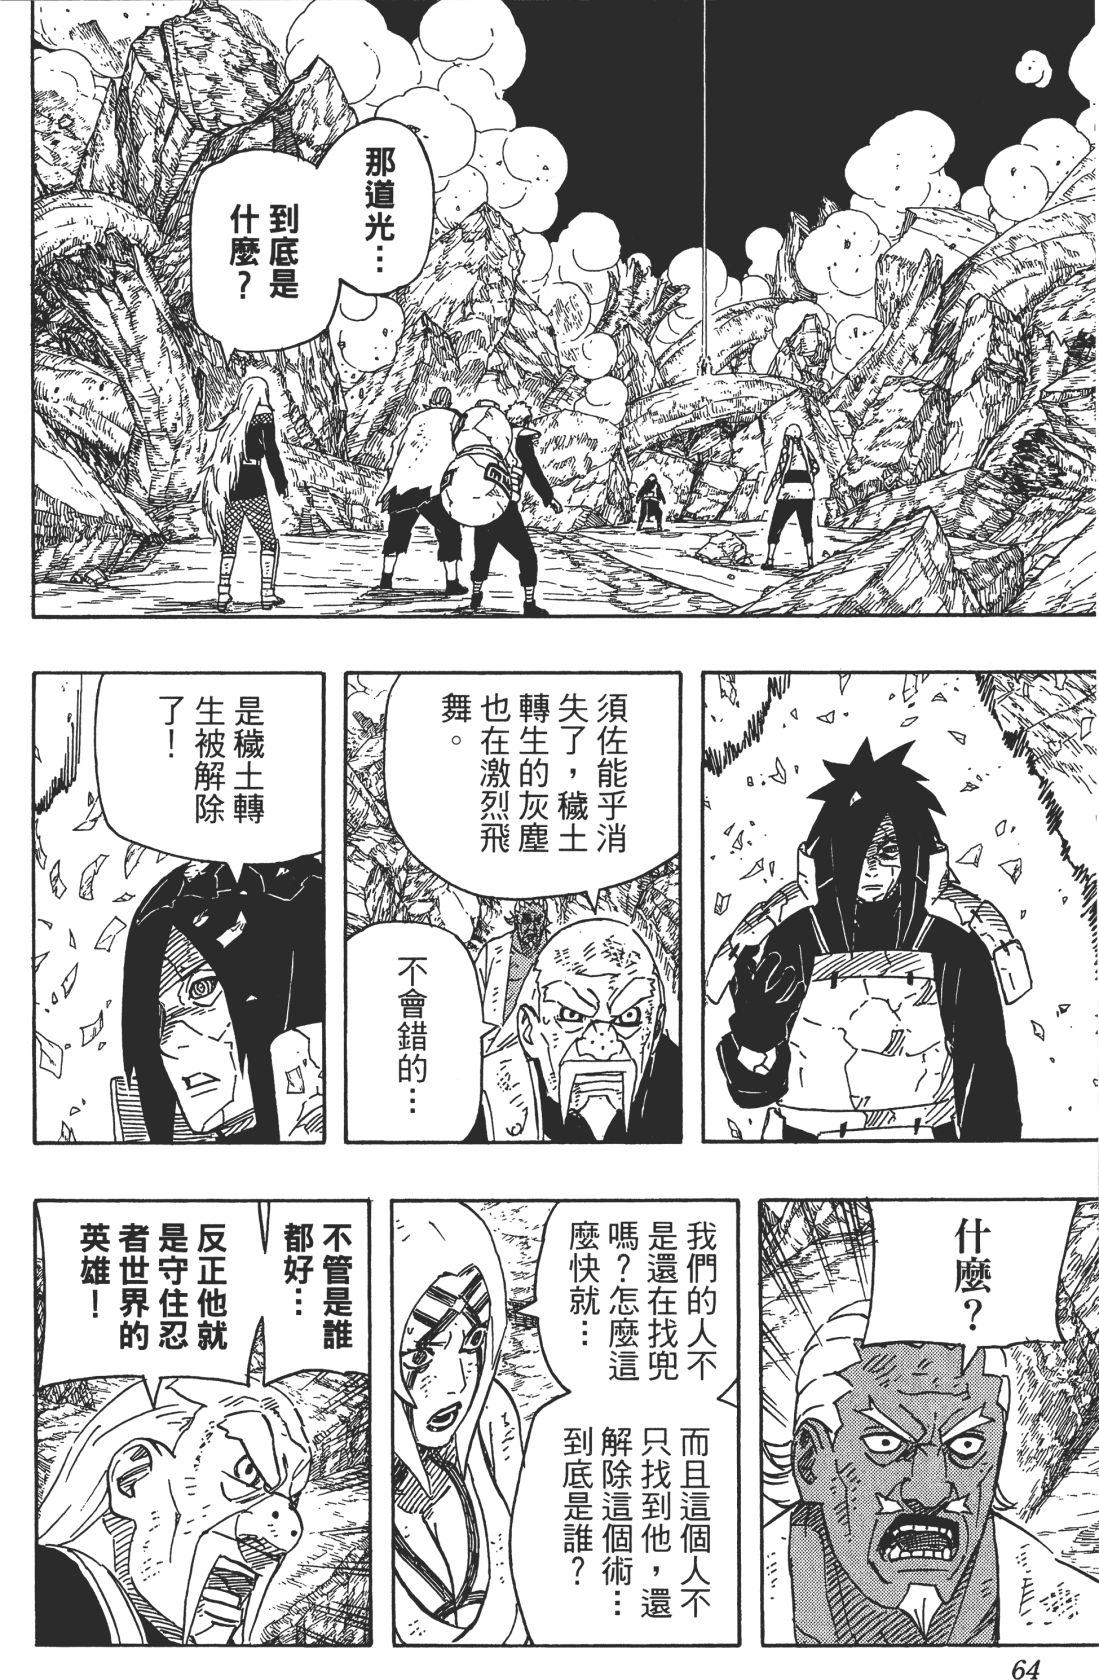 那道光…
到底是
什麼？
須佐能乎消
失了，穢土
轉生的灰塵
也在激烈飛
舞。
不會錯的…
是穢土轉
生被解除
了！
什麼？
我們的人不
是還在找兜
嗎？怎麼這
麼快就…
而且這個人不
只找到他，還
解除這個術…
到底是誰？
不管是誰
都好…
反正他就
是守住忍
者世界的
英雄！
64